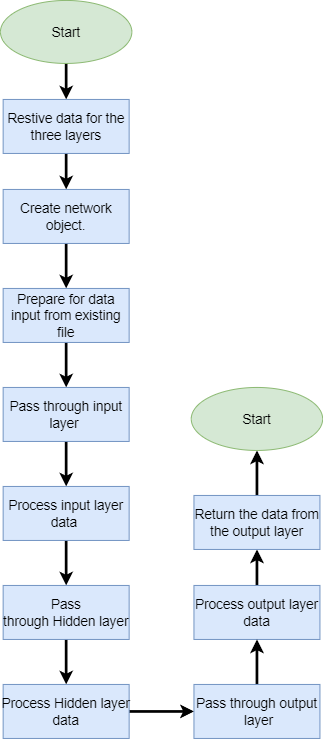 Start
Restive data for the
three layers
Create network
object.
Prepare for data
input from existing
file
Pass through input
layer
Process input layer
data
Pass
through Hidden layer
Process Hidden layer
data
Pass through output
layer
Process output layer
data
Return the data from
the output layer
Start